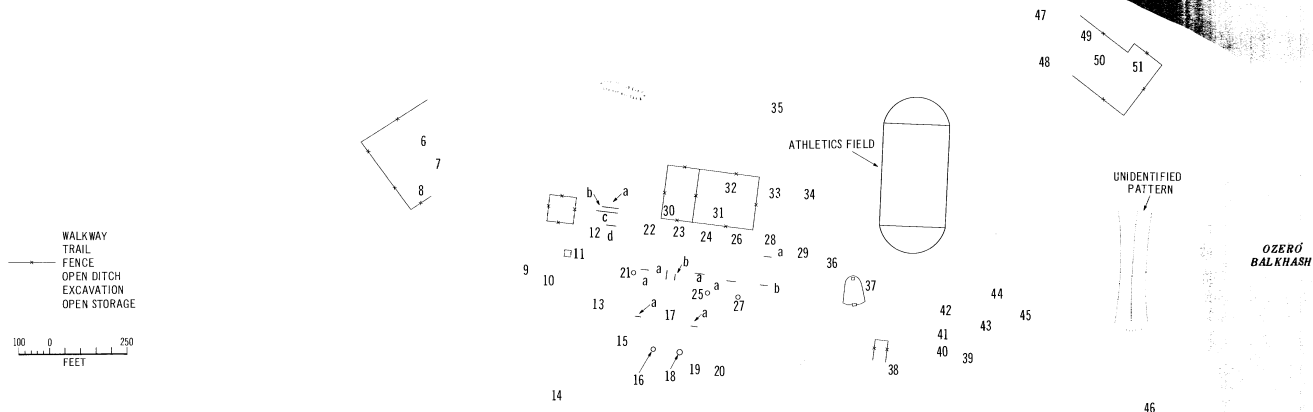 47
49
50
51
48
35
ATHLETICS FIELD
6
7
8
b a
32
33 34
30
31
c
UNIDENTIFIED
PATTERN
12 d 22 23 24 26 28
a 29
11
36
OZERO
BALKHASH
WALKWAY
TRAIL
FENCE
OPEN DITCH
EXCAVATION
OPEN STORAGE
9
10
21 a a b a
a b
37
25
27
44
13 a 17 a
42
43
45
41
15
40
39
100 0 250
FEET
16 18 19 20
38
14
46